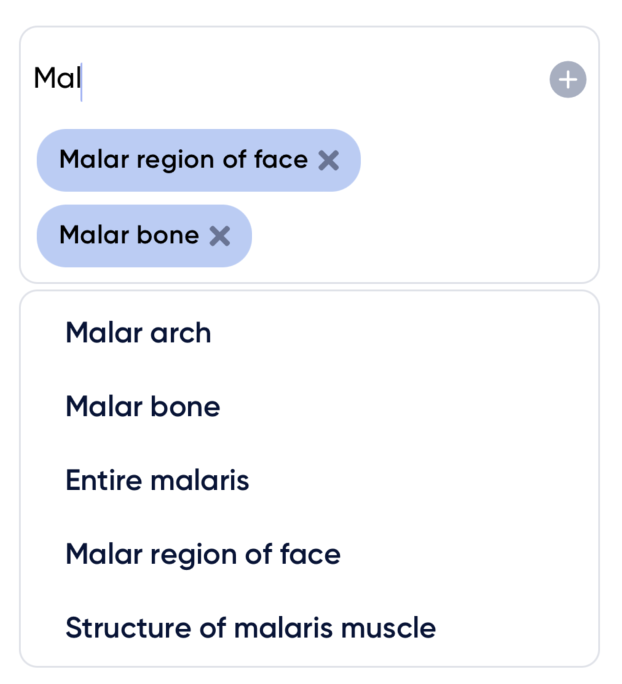 Mal
Malar region of face
Malar bone
Malar arch
Malar bone
Entire malaris
Malar region of face
Structure of malaris muscle